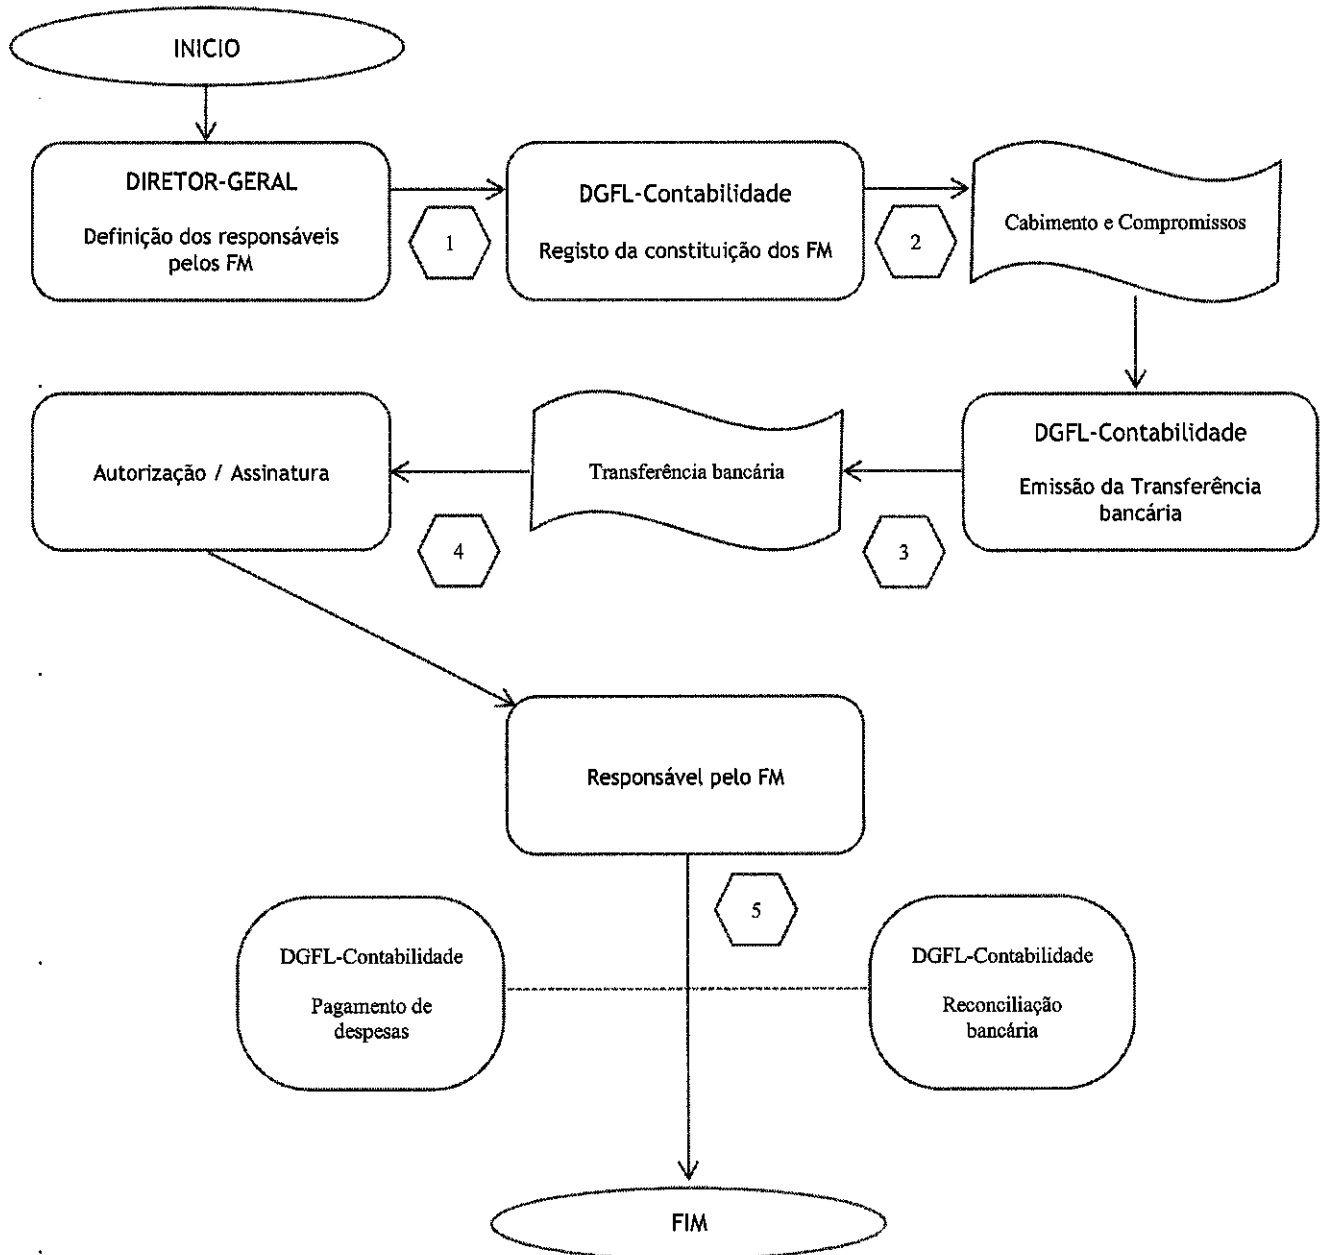 INICIO
DIRETOR-GERAL
Definição dos responsáveis
pelos FM
1
DGFL-Contabilidade
Registo da constituição dos FM
2
Cabimento e Compromissos
Autorização / Assinatura
4
Transferência bancária
3
DGFL-Contabilidade
Emissão da Transferência
bancária
Responsável pelo FM
5
DGFL-Contabilidade
Pagamento de
despesas
DGFL-Contabilidade
Reconciliação
bancária
FIM